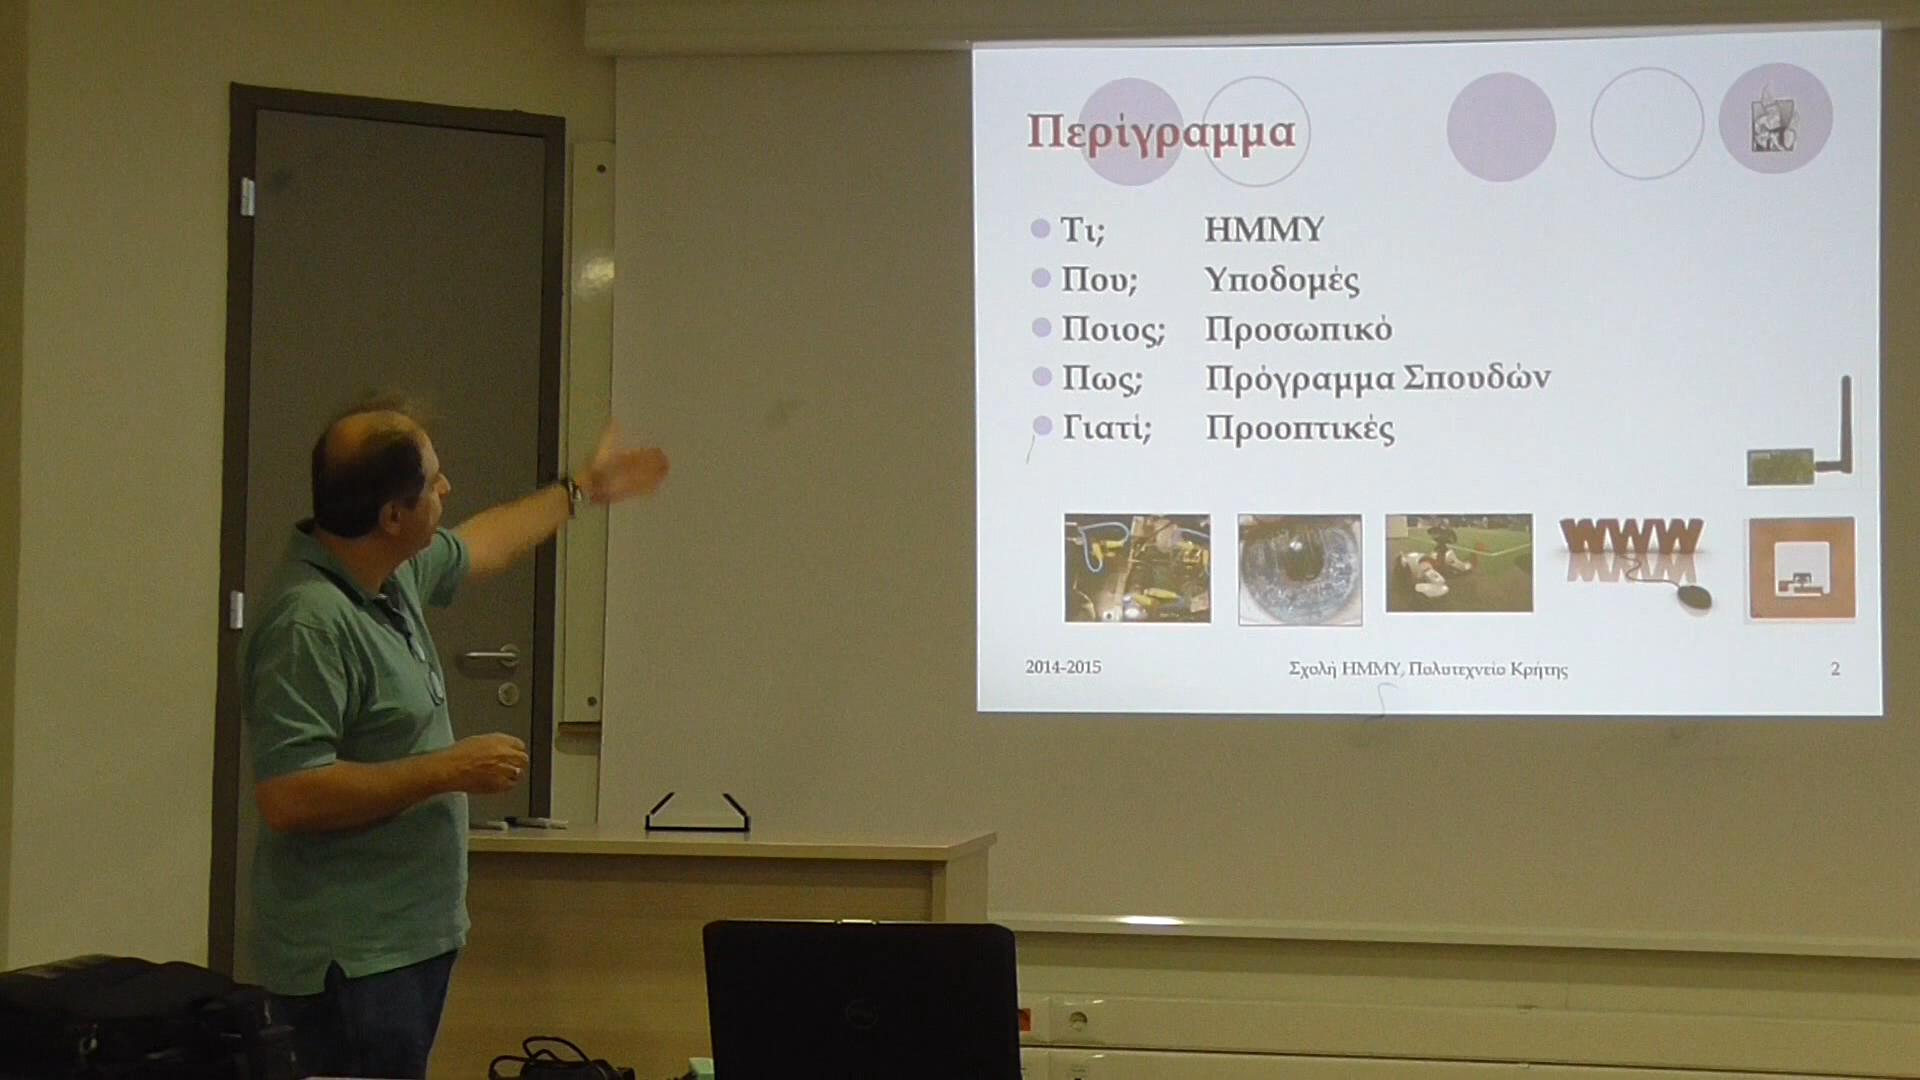 Περίγραμμα
Τι; ΗΜΜΥ
Που; Υποδομές
Ποιος; Προσωπικό
Πως; Πρόγραμμα Σπουδών
Γιατί; Προοπτικές
WWW
2014-2015 Σχολή ΗΜΜΥ, Πολυτεχνείο Κρήτης 2